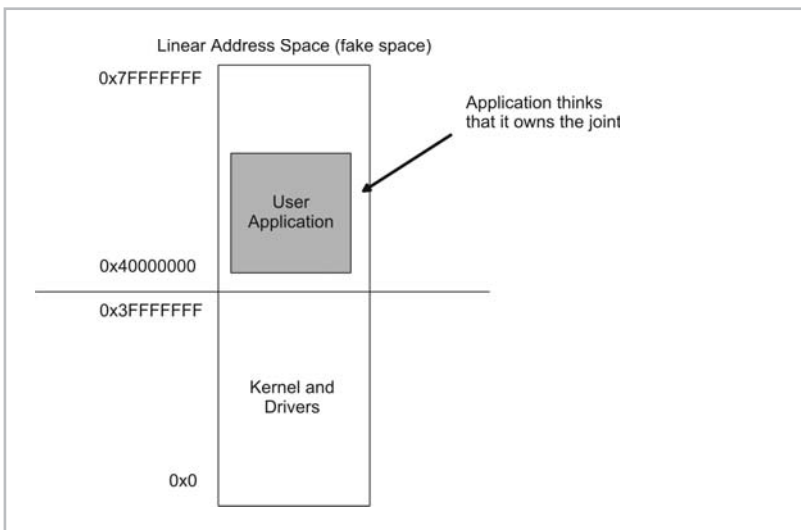 Linear Address Space (fake space)
0x7FFFFFFF
Application thinks
that it owns the joint
User
Application
0x40000000
0x3FFFFFFF
Kernel and
Drivers
0x0